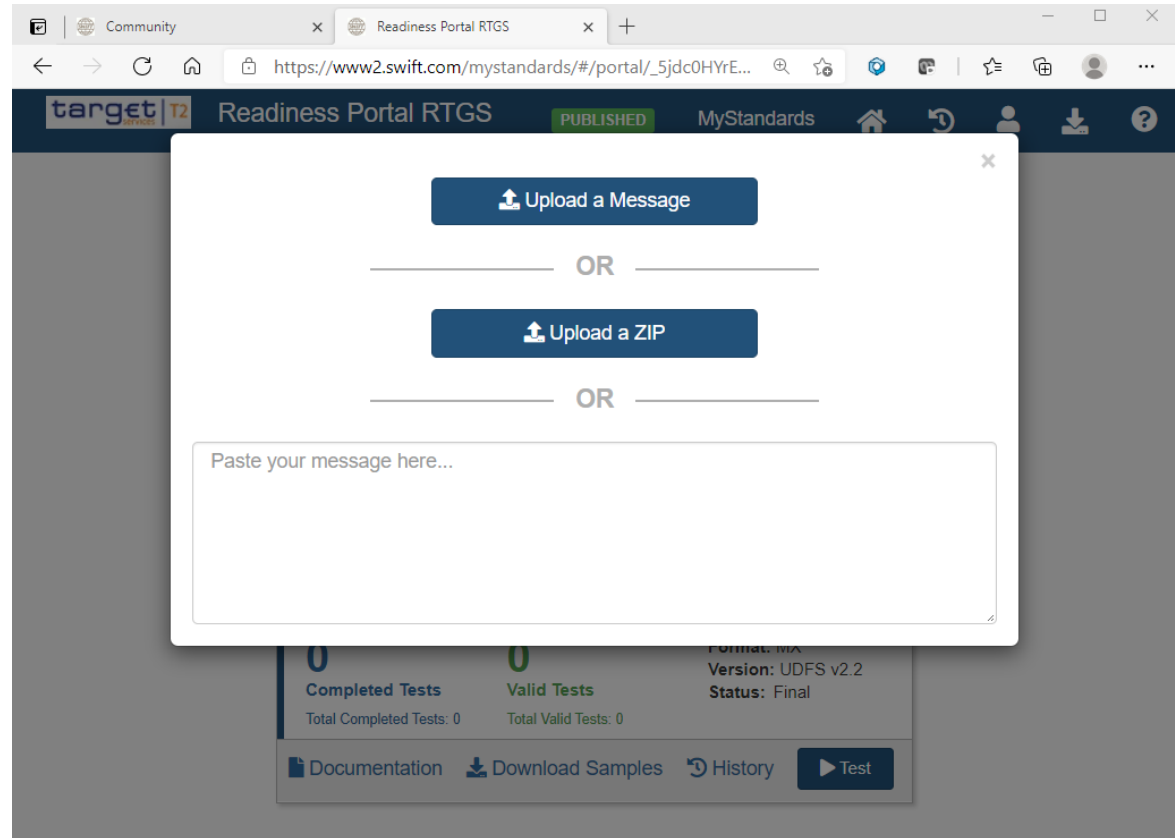 Community
Readiness Portal RTGS
https://www2.swift.com/mystandards/#/portal/_5jdc0HYrE...
target|T2
services
Readiness Portal RTGS
PUBLISHED
MyStandards
Upload a Message
OR
Upload a ZIP
OR
Paste your message here...
0
Completed Tests
Total Completed Tests: 0
0
Valid Tests
Total Valid Tests: 0
Format: MX
Version: UDFS v2.2
Status: Final
Documentation
Download Samples
History
Test